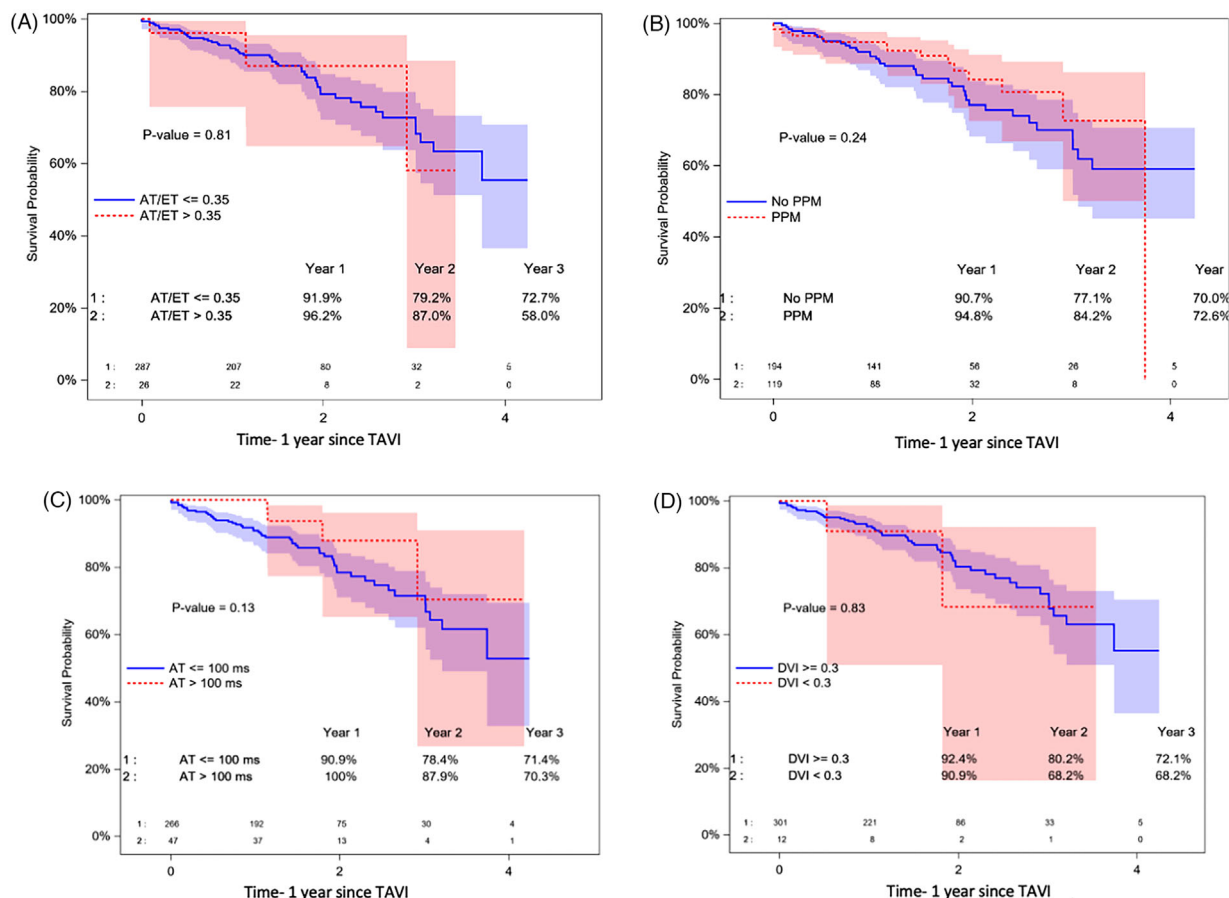 (A)
100%
80%
60%
40%
20%
0%
Survival Probability
P-value = 0.81
AT/ET <= 0.35
AT/ET > 0.35
Year 1 Year 2 Year 3
1 : AT/ET <= 0.35 91.9% 79.2% 72.7%
2 : AT/ET > 0.35 96.2% 87.0% 58.0%
1 : 287 207 80 32 5
2 : 26 22 8 2 0
0 2 4
Time- 1 year since TAVI
(B)
100%
80%
60%
40%
20%
0%
Survival Probability
P-value = 0.24
No PPM
PPM
Year 1 Year 2 Year
1 : No PPM 90.7% 77.1% 70.0%
2 : PPM 94.8% 84.2% 72.6%
1 : 194 141 56 26 5
2 : 119 88 32 8 0
0 2 4
Time- 1 year since TAVI
(C)
100%
80%
60%
40%
20%
0%
Survival Probability
P-value = 0.13
AT <= 100 ms
AT > 100 ms
Year 1 Year 2 Year 3
1 : AT <= 100 ms 90.9% 78.4% 71.4%
2 : AT > 100 ms 100% 87.9% 70.3%
1 : 266 192 75 30 4
2 : 47 37 13 4 1
0 2 4
Time- 1 year since TAVI
(D)
100%
80%
60%
40%
20%
0%
Survival Probability
P-value = 0.83
DVI >= 0.3
DVI < 0.3
Year 1 Year 2 Year 3
1 : DVI >= 0.3 92.4% 80.2% 72.1%
2 : DVI < 0.3 90.9% 68.2% 68.2%
1 : 301 221 86 33 5
2 : 12 8 2 1 0
0 2 4
Time- 1 year since TAVI